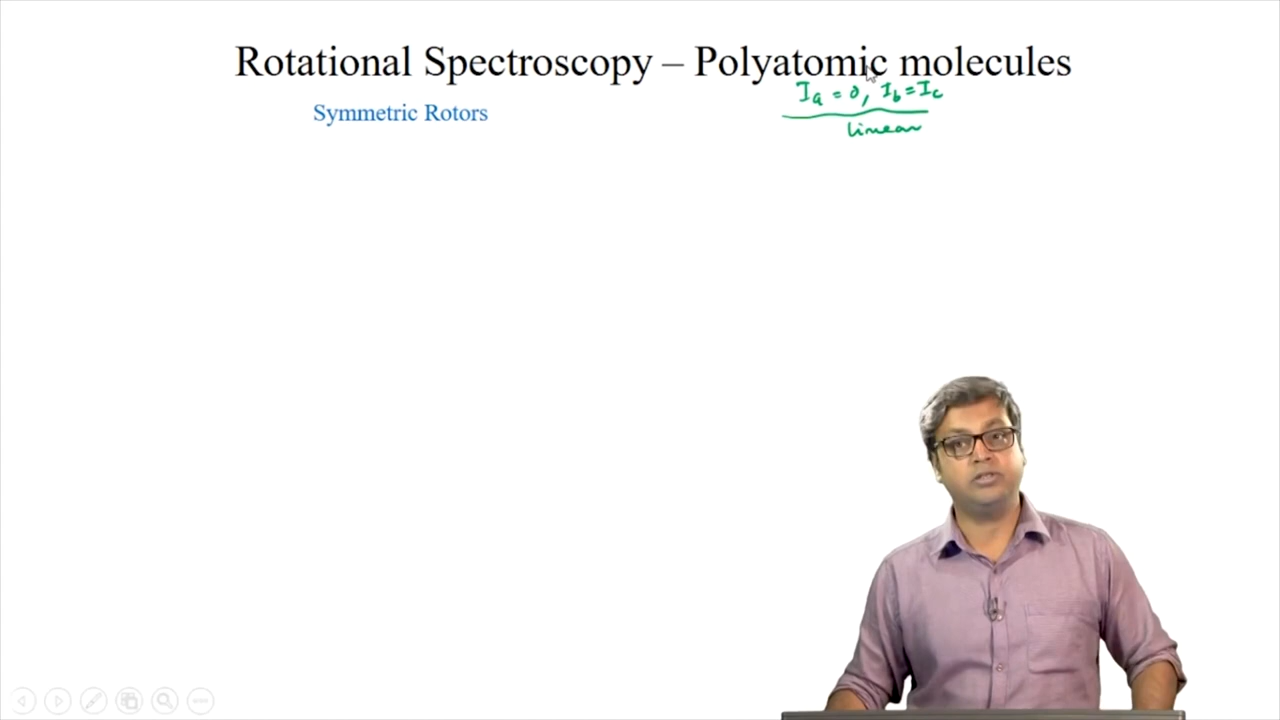 Rotational Spectroscopy – Polyatomic molecules
Symmetric Rotors
Ia = 0, Ib = Ic
linear